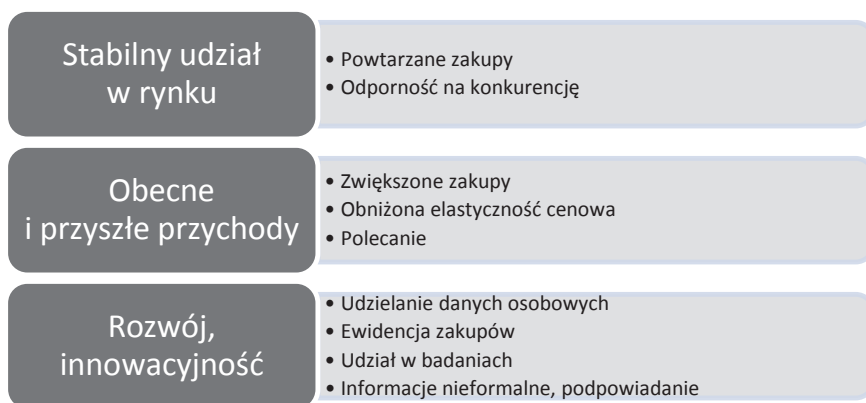 Stabilny udział
w rynku
• Powtarzane zakupy
• Odporność na konkurencję
Obecne
i przyszłe przychody
• Zwiększone zakupy
• Obniżona elastyczność cenowa
• Polecanie
Rozwój,
innowacyjność
• Udzielanie danych osobowych
• Ewidencja zakupów
• Udział w badaniach
• Informacje nieformalne, podpowiadanie